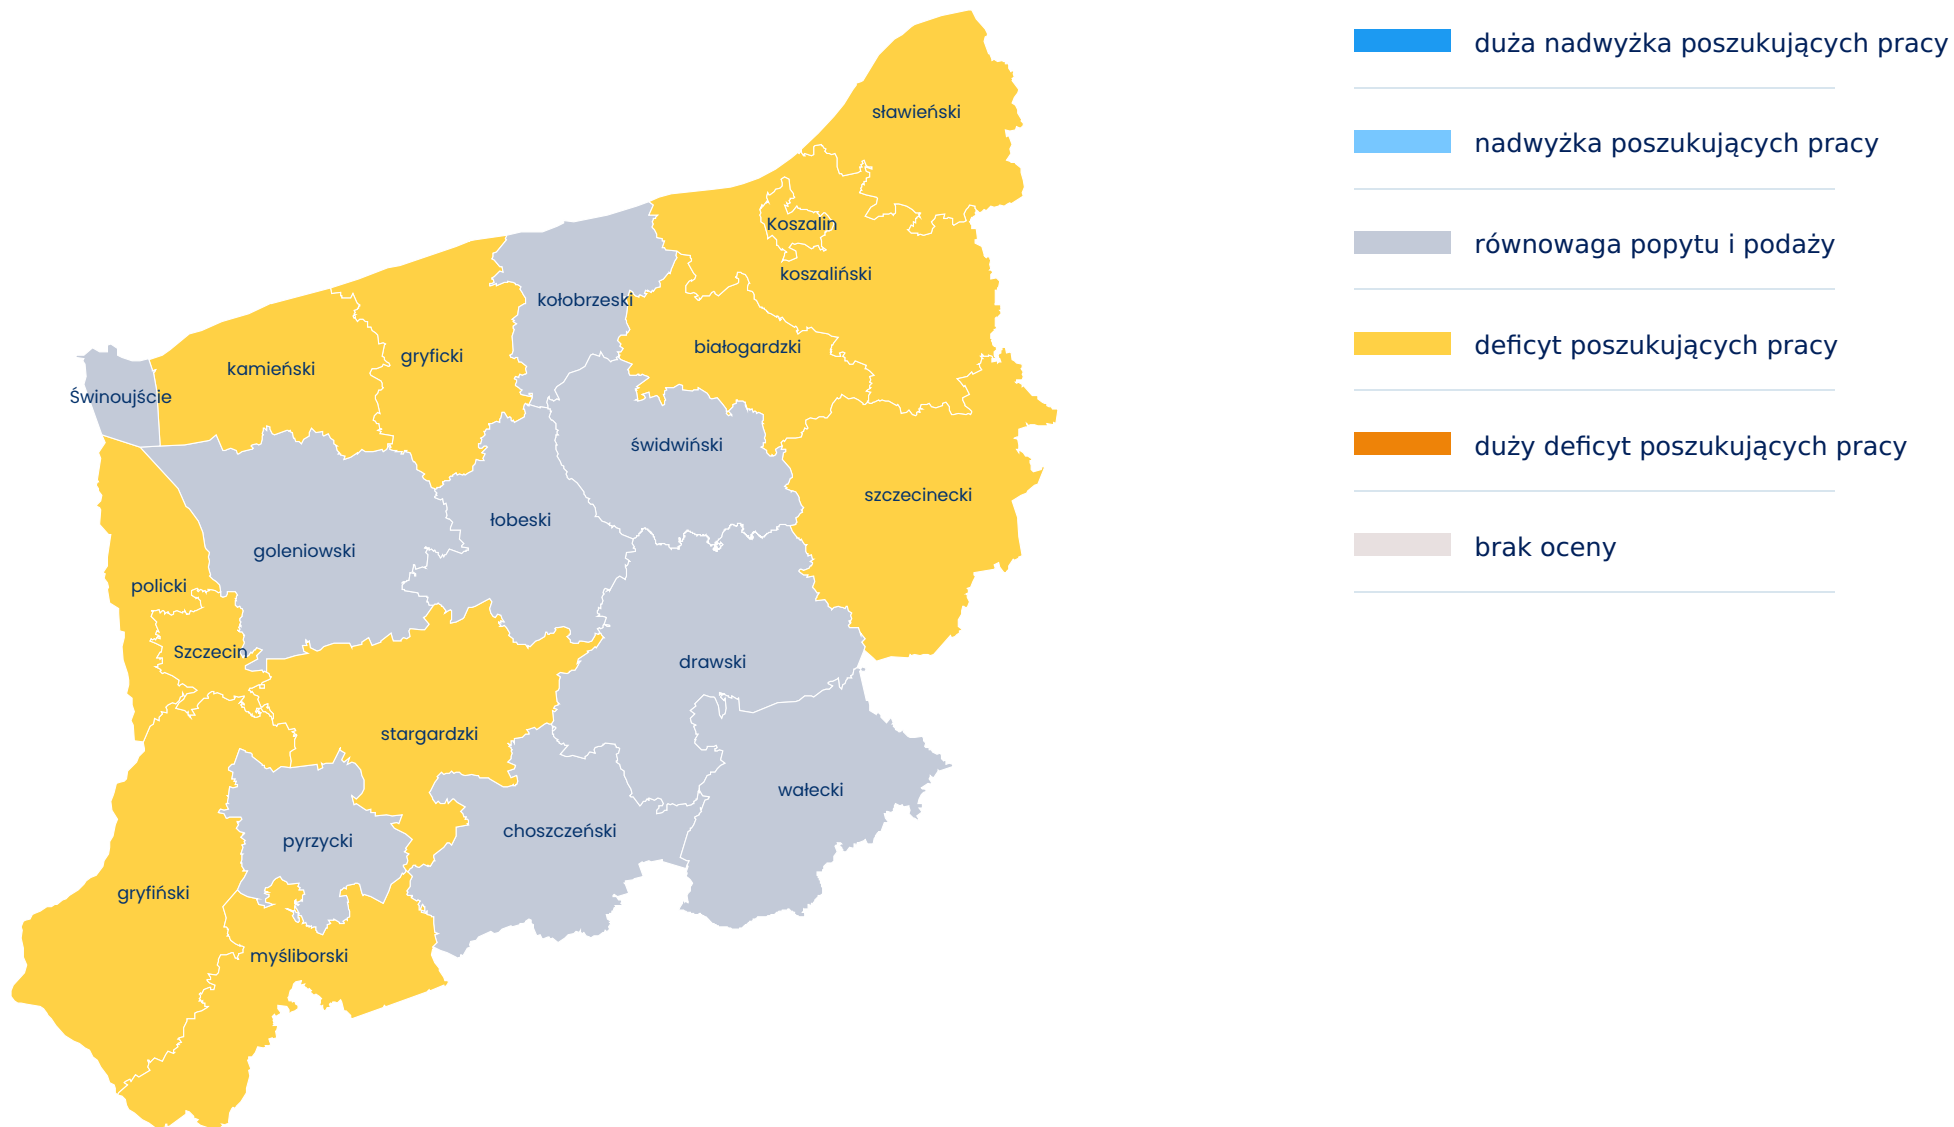 sławieński
Koszalin
koszaliński
kołobrzeski
białogardzki
gryficki
kamieński
Świnoujście
świdwiński
szczecinecki
łobeski
goleniowski
policki
Szczecin
drawski
stargardzki
wałecki
choszczeński
pyrzycki
gryfiński
myśliborski
duża nadwyżka poszukujących pracy
nadwyżka poszukujących pracy
równowaga popytu i podaży
deficyt poszukujących pracy
duży deficyt poszukujących pracy
brak oceny